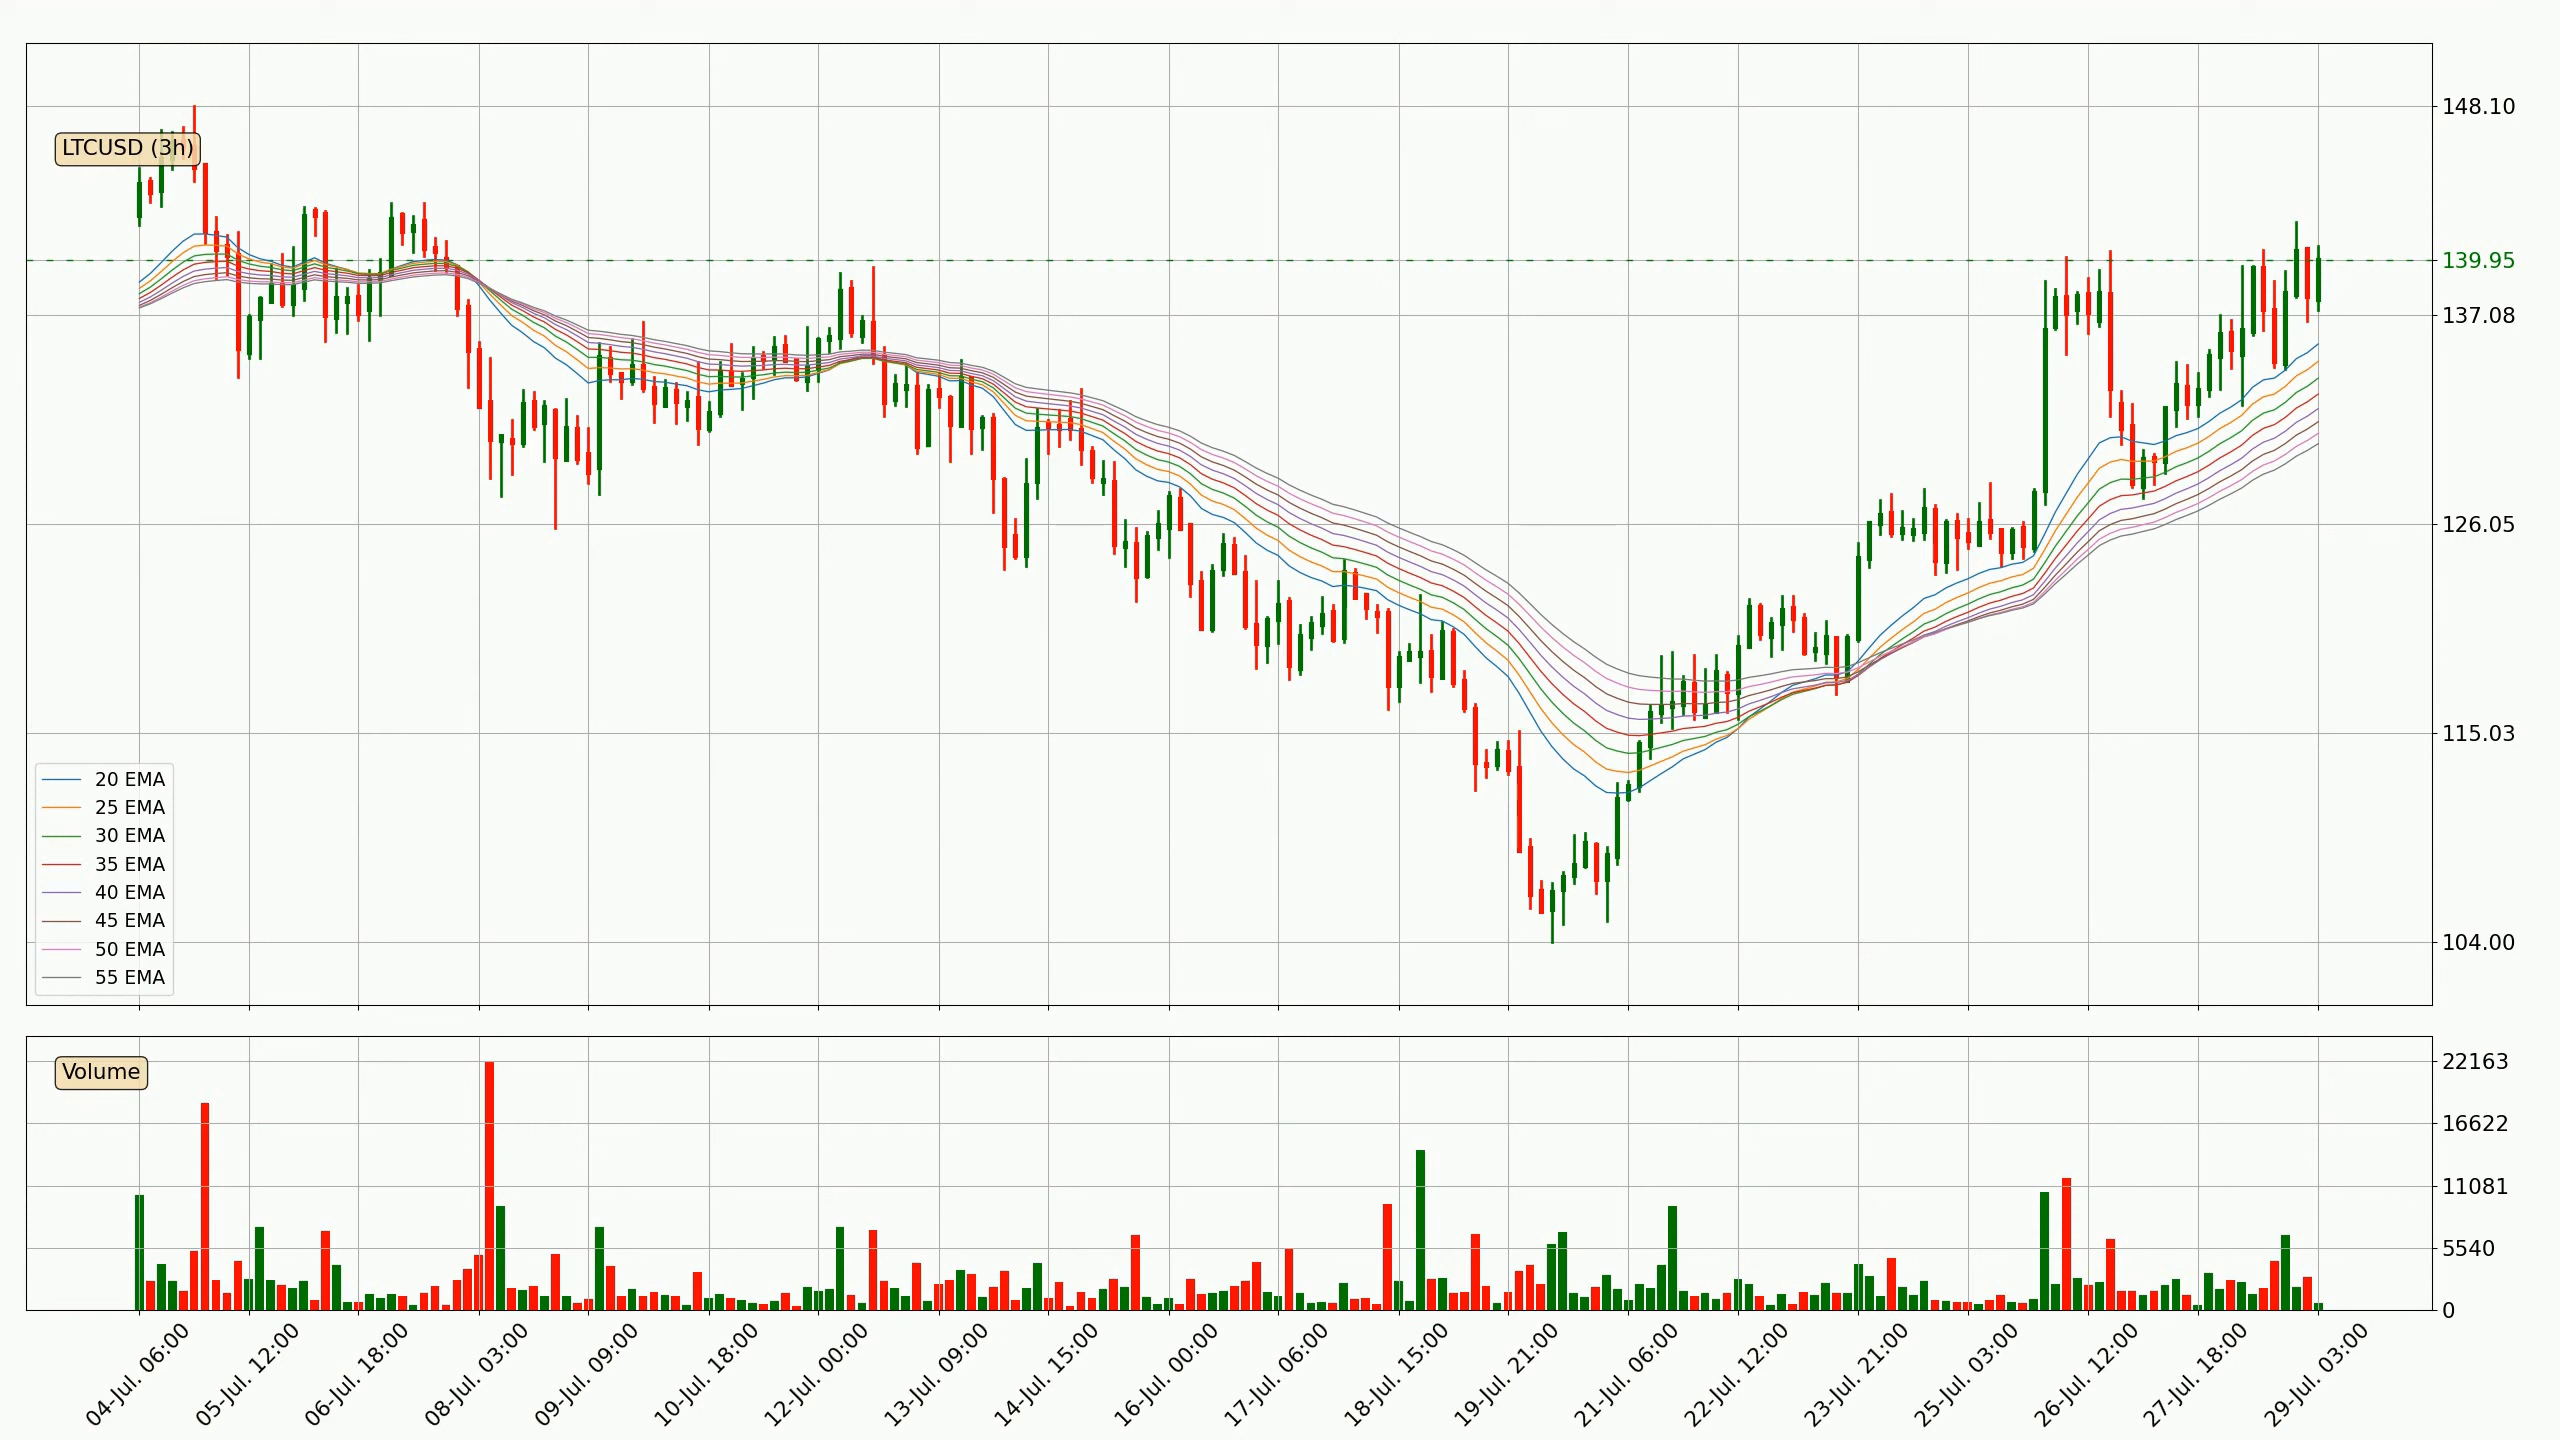 LTCUSD (3h)
148.10
139.95
137.08
126.05
115.03
104.00
20 EMA
25 EMA
30 EMA
35 EMA
40 EMA
45 EMA
50 EMA
55 EMA
Volume
22163
16622
11081
5540
0
04-Jul. 06:00
05-Jul. 12:00
06-Jul. 18:00
08-Jul. 03:00
09-Jul. 09:00
10-Jul. 18:00
12-Jul. 00:00
13-Jul. 09:00
14-Jul. 15:00
16-Jul. 00:00
17-Jul. 06:00
18-Jul. 15:00
19-Jul. 21:00
21-Jul. 06:00
22-Jul. 12:00
23-Jul. 21:00
25-Jul. 03:00
26-Jul. 12:00
27-Jul. 18:00
29-Jul. 03:00